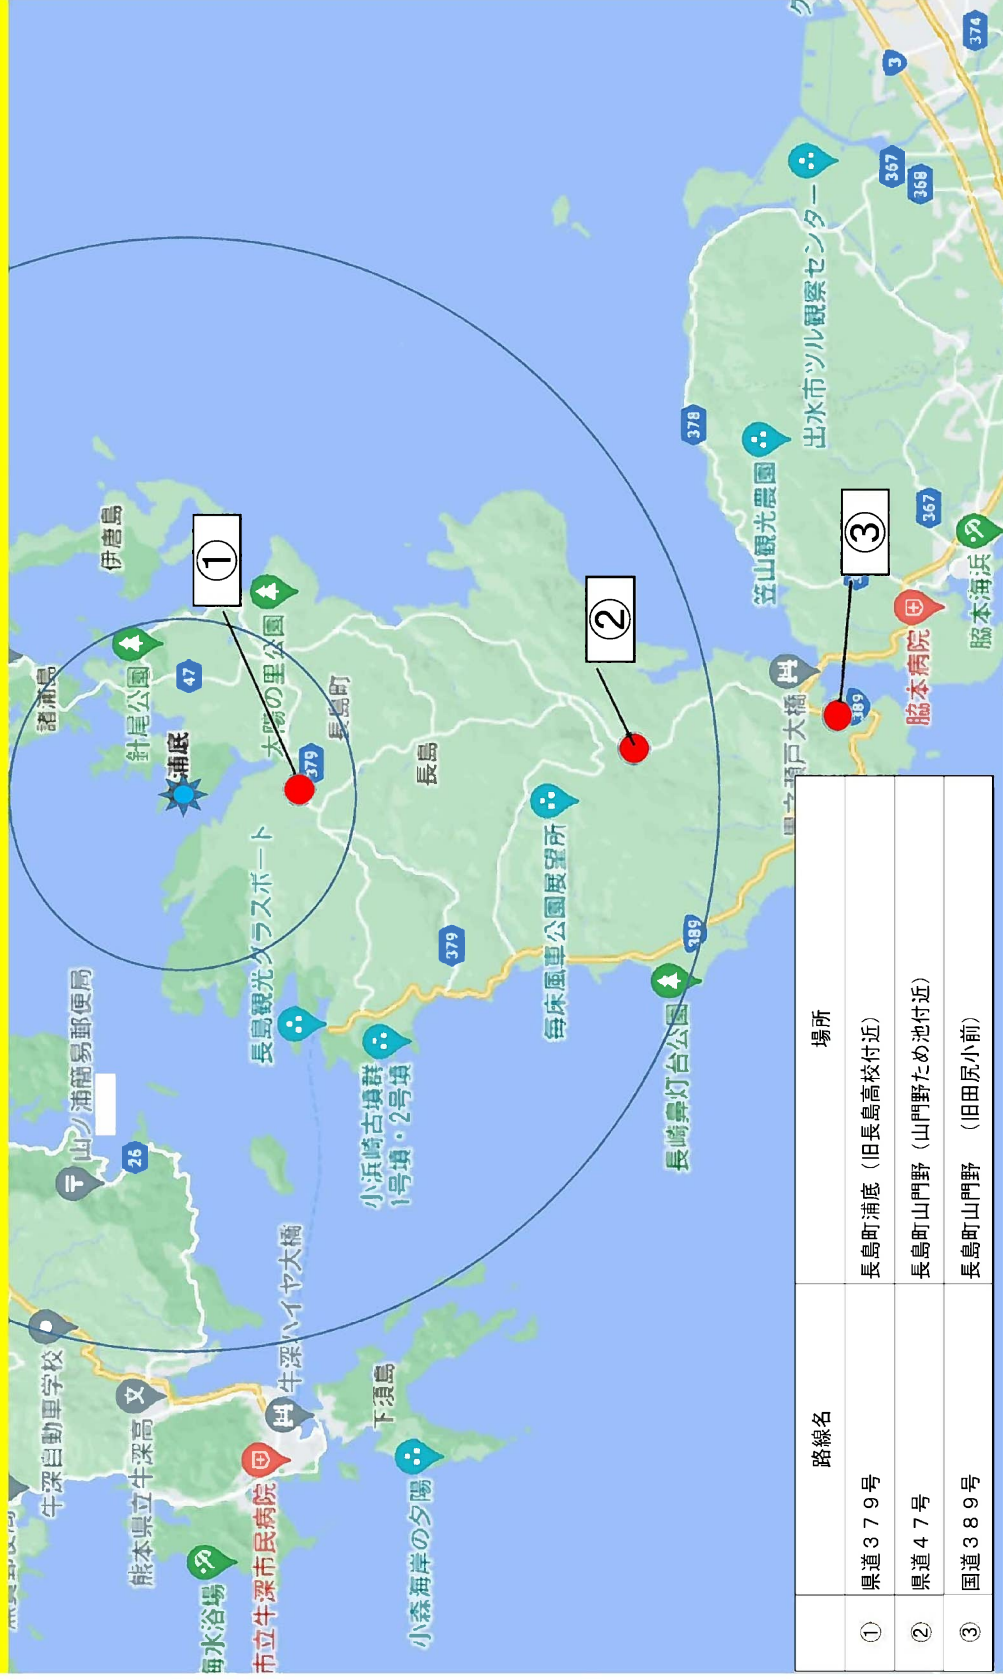 山ノ浦簡易郵便局
26
牛深自動車学校
熊本県立牛深高
牛深ハイヤ大橋
市立牛深市民病院
海水浴場
下須島
小森海岸の夕陽
諸浦島
伊唐島
針尾公園
47
浦底
①
太陽の里公園
長島町
379
長島
長島観光グラスボート
小浜崎古墳群
1号墳・2号墳
379
毎床風車公園展望所
②
389
長崎鼻灯台公園
黒之瀬戸大橋
③
389
378
笠山観光農園
出水市ツル観察センター
367
368
3
374
367
脇本病院
脇本海浜
路線名 場所
① 県道379号 長島町浦底（旧長島高校付近）
② 県道47号 長島町山門野（山門野ため池付近）
③ 国道389号 長島町山門野 （旧田尻小前）